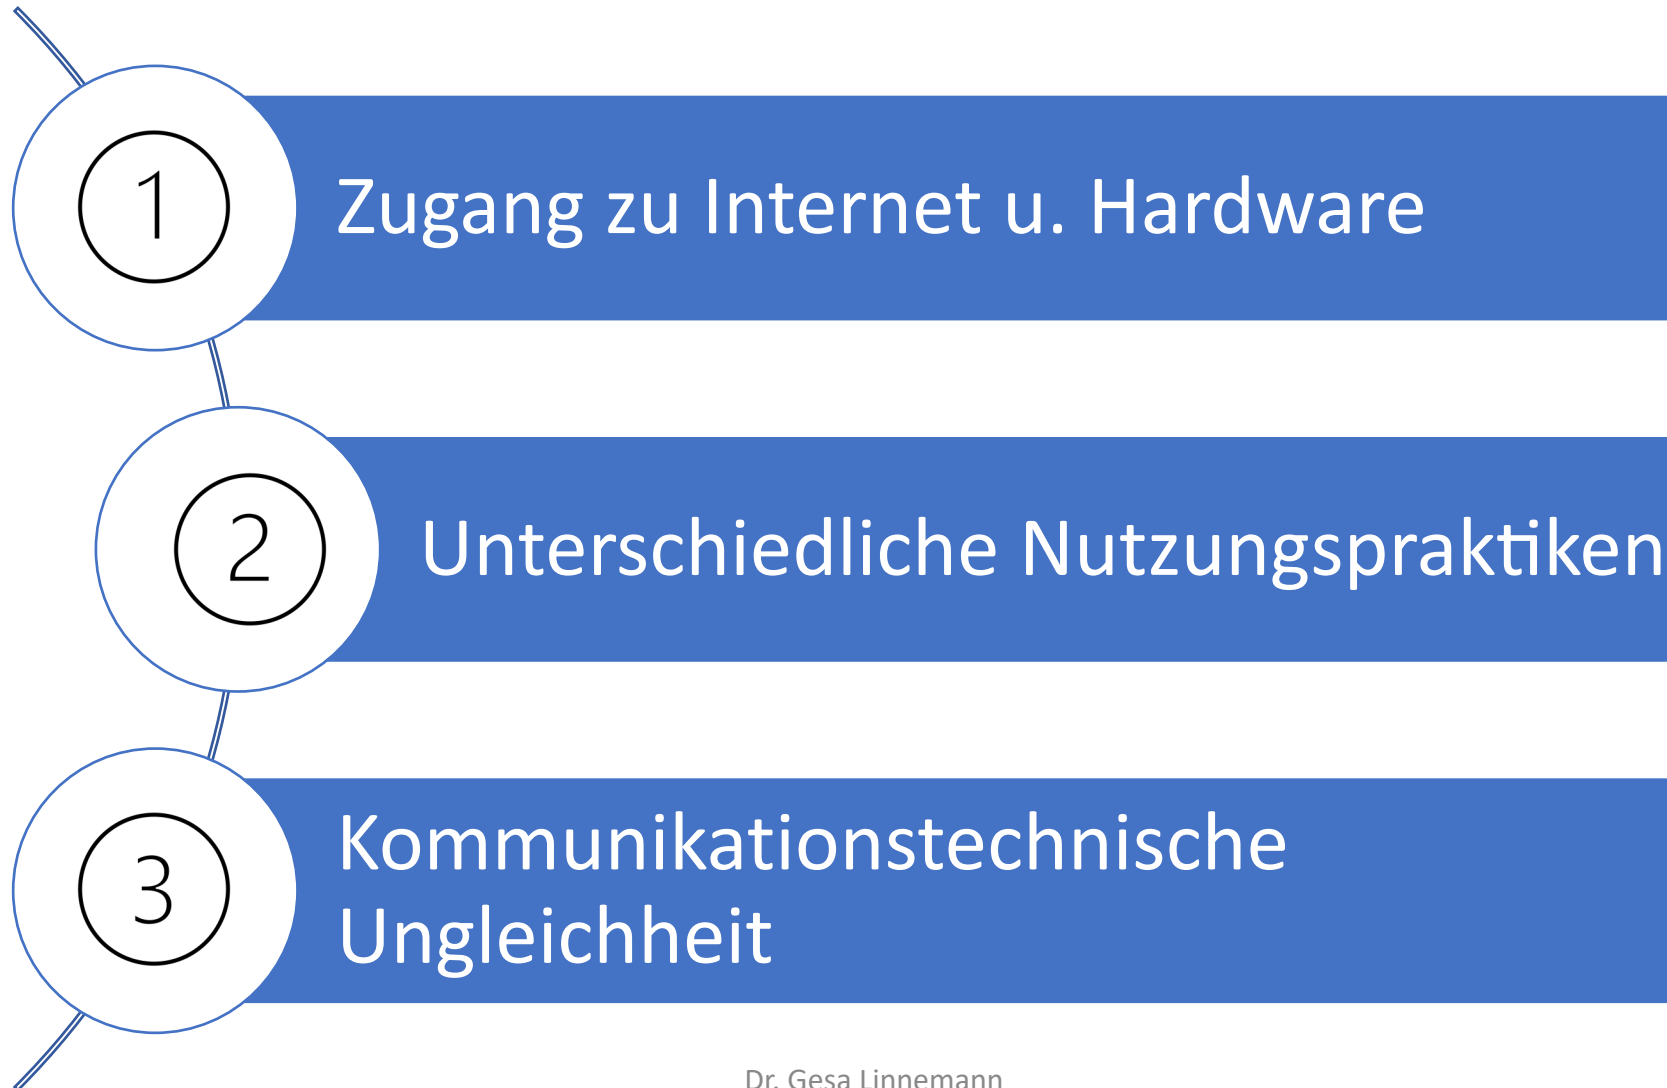 1
Zugang zu Internet u. Hardware
2
Unterschiedliche Nutzungspraktiken
3
Kommunikationstechnische
Ungleichheit
Dr. Gesa Linnemann